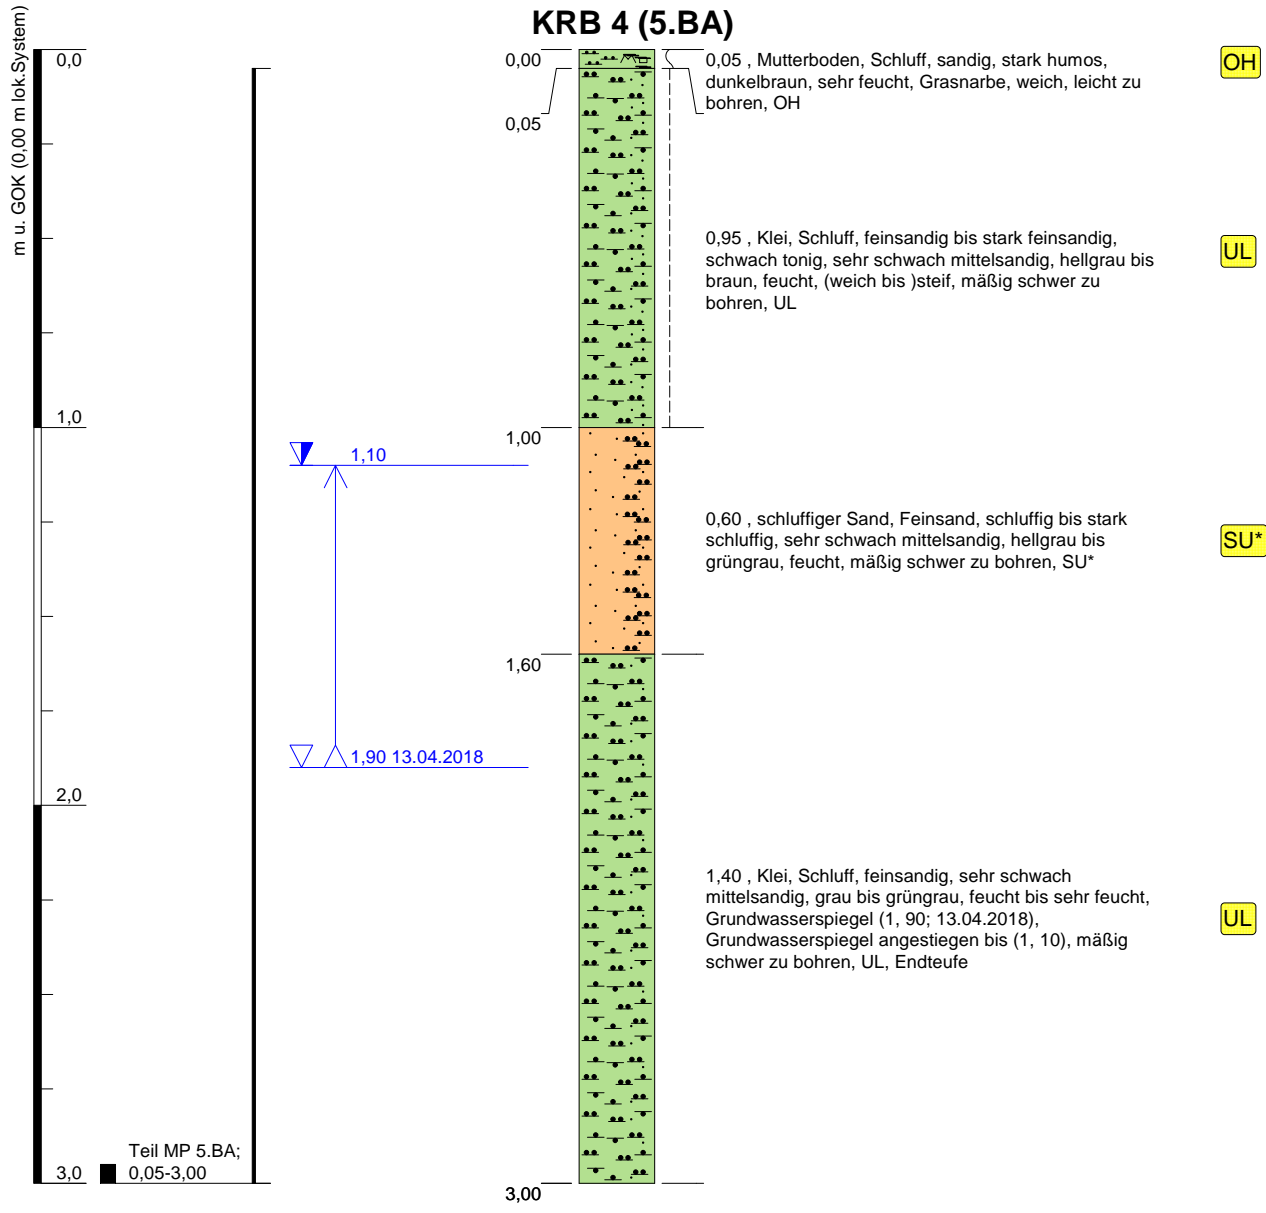 KRB 4 (5.BA)
m u. GOK (0,00 m lok.System)
0,0
1,0
2,0
3,0
Teil MP 5.BA;
0,05-3,00
1,10
1,90 13.04.2018
0,00
0,05
1,00
1,60
3,00
0,05 , Mutterboden, Schluff, sandig, stark humos,
dunkelbraun, sehr feucht, Grasnarbe, weich, leicht zu
bohren, OH
OH
0,95 , Klei, Schluff, feinsandig bis stark feinsandig,
schwach tonig, sehr schwach mittelsandig, hellgrau bis
braun, feucht, (weich bis )steif, mäßig schwer zu
bohren, UL
UL
0,60 , schluffiger Sand, Feinsand, schluffig bis stark
schluffig, sehr schwach mittelsandig, hellgrau bis
grüngrau, feucht, mäßig schwer zu bohren, SU*
SU*
1,40 , Klei, Schluff, feinsandig, sehr schwach
mittelsandig, grau bis grüngrau, feucht bis sehr feucht,
Grundwasserspiegel (1, 90; 13.04.2018),
Grundwasserspiegel angestiegen bis (1, 10), mäßig
schwer zu bohren, UL, Endteufe
UL